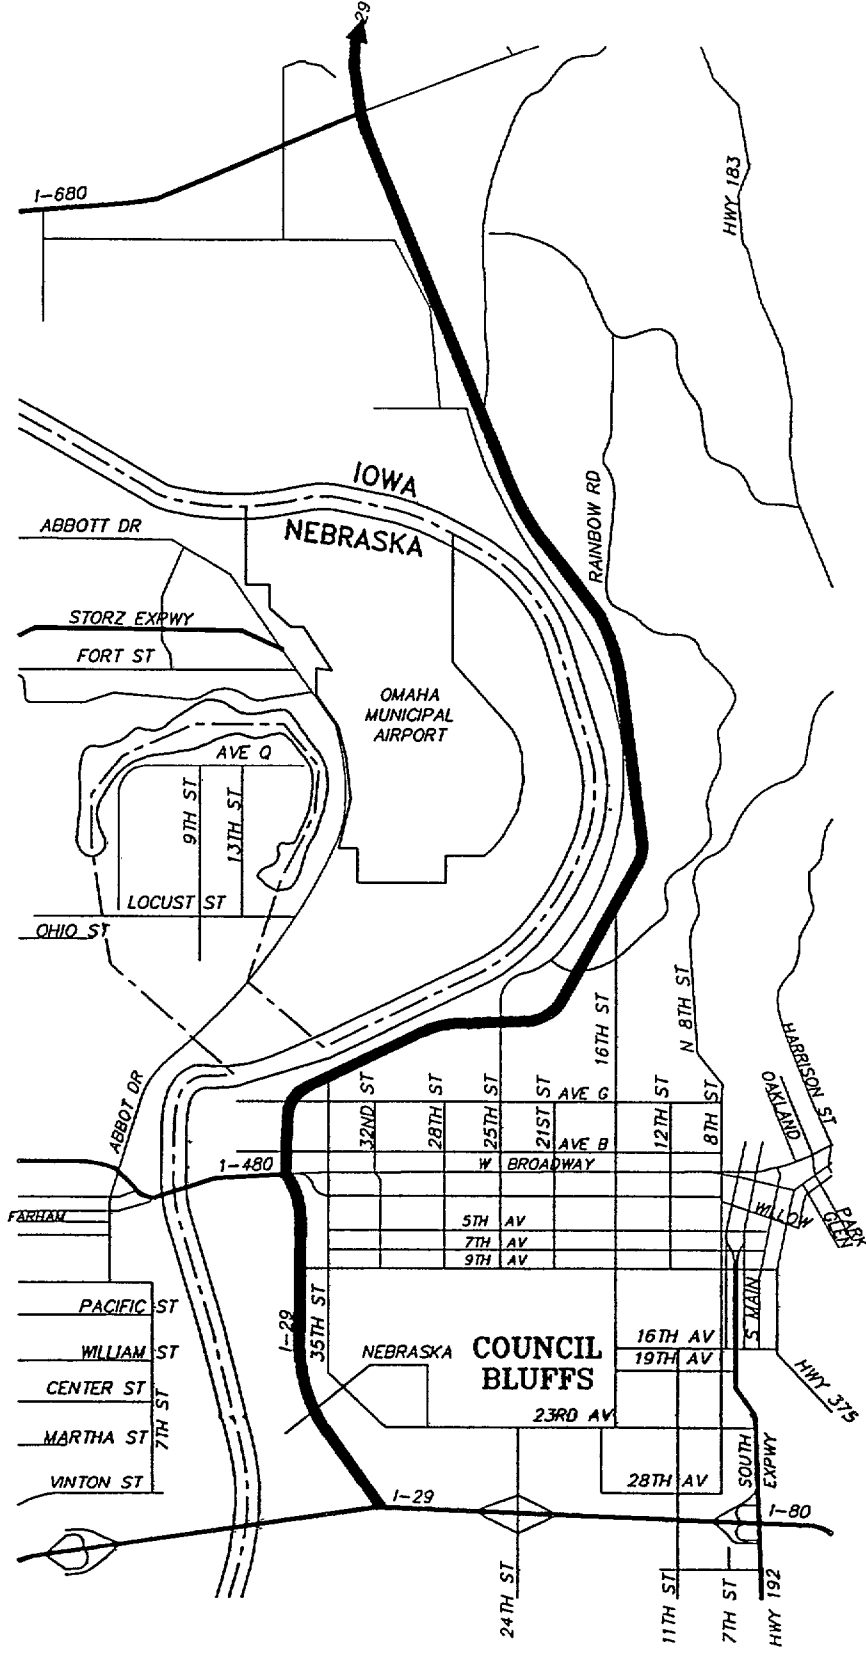 29
I-680
HWY 183
IOWA
NEBRASKA
ABBOTT DR
RAINBOW RD
STORZ EXPWY
FORT ST
OMAHA
MUNICIPAL
AIRPORT
AVE Q
9TH ST
13TH ST
LOCUST ST
OHIO ST
16TH ST
N 8TH ST
HARRISON ST
OAKLAND
ABBOT DR
32ND ST
28TH ST
25TH ST
21ST ST
AVE G
12TH ST
8TH ST
AVE B
I-480
W BROADWAY
FARHAM
5TH AV
WILLOW
PARK
GLEN
7TH AV
9TH AV
PACIFIC ST
I-29
35TH ST
S MAIN
WILLIAM ST
NEBRASKA
COUNCIL
BLUFFS
16TH AV
19TH AV
HWY 375
CENTER ST
7TH ST
23RD AV
MARTHA ST
VINTON ST
28TH AV
SOUTH
EXPWY
I-29
I-80
24TH ST
11TH ST
7TH ST
HWY 192